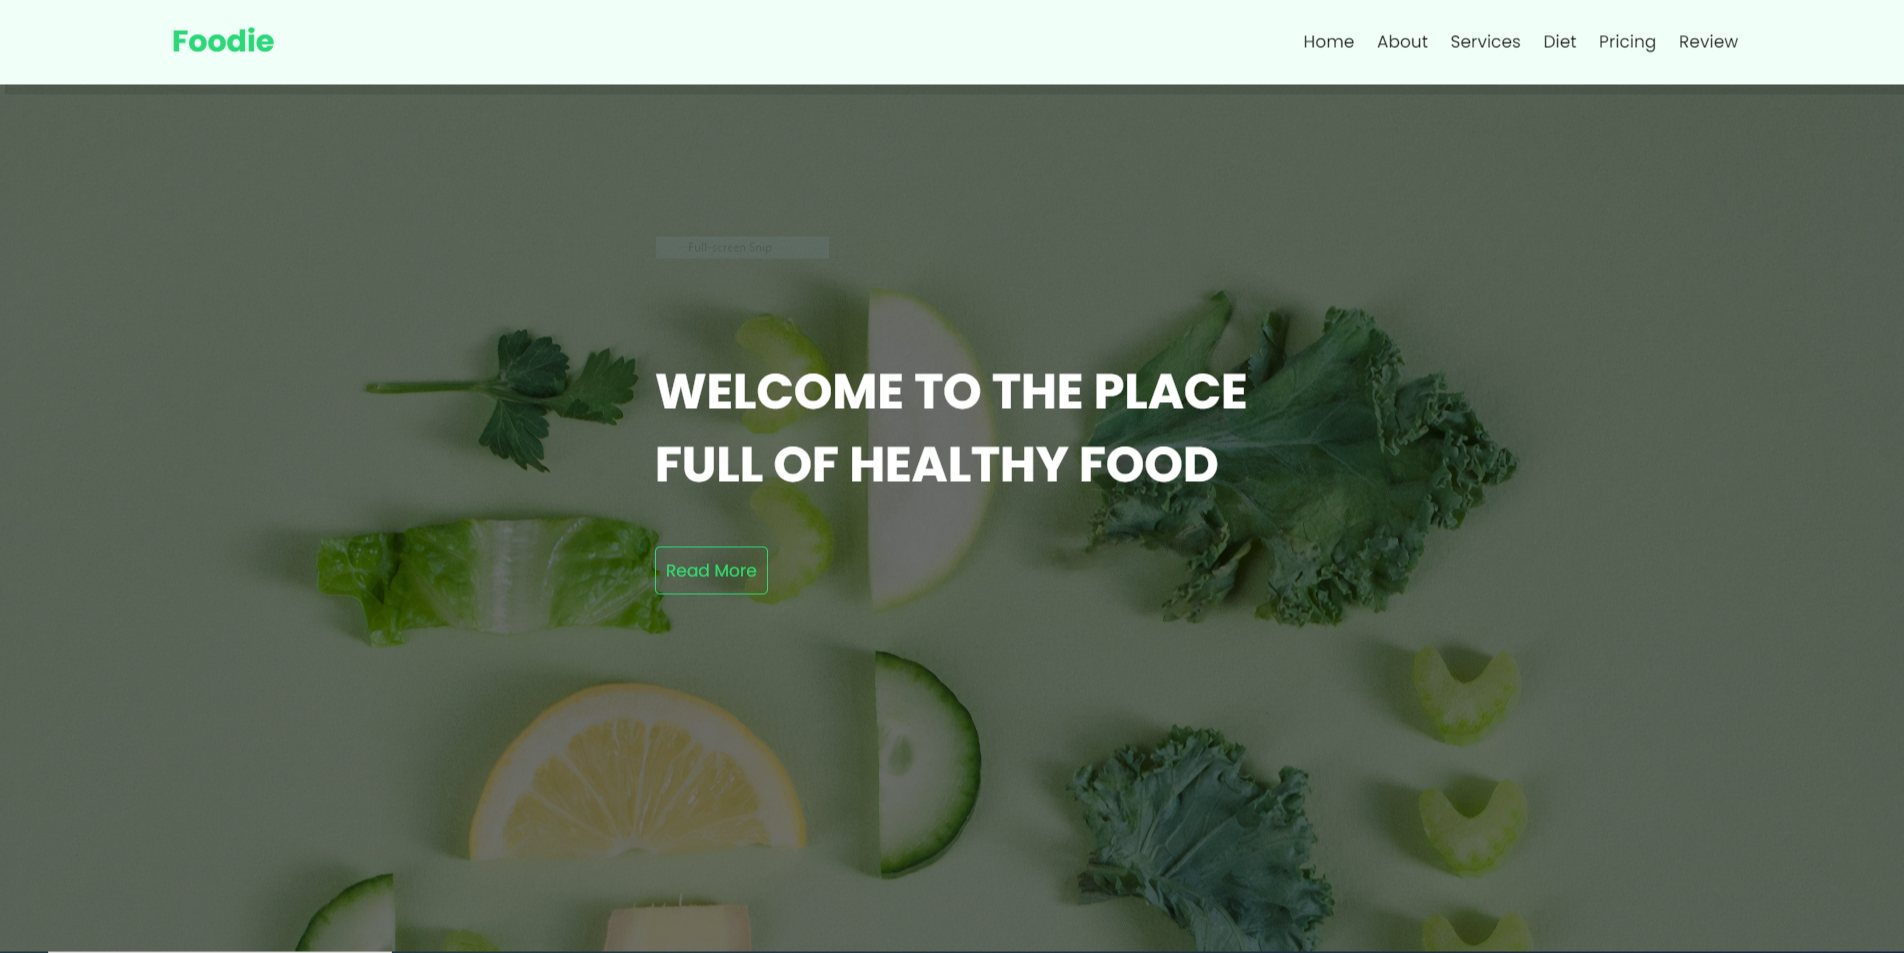 Foodie
Home About Services Diet Pricing Review
Full-screen Snip
WELCOME TO THE PLACE
FULL OF HEALTHY FOOD
Read More